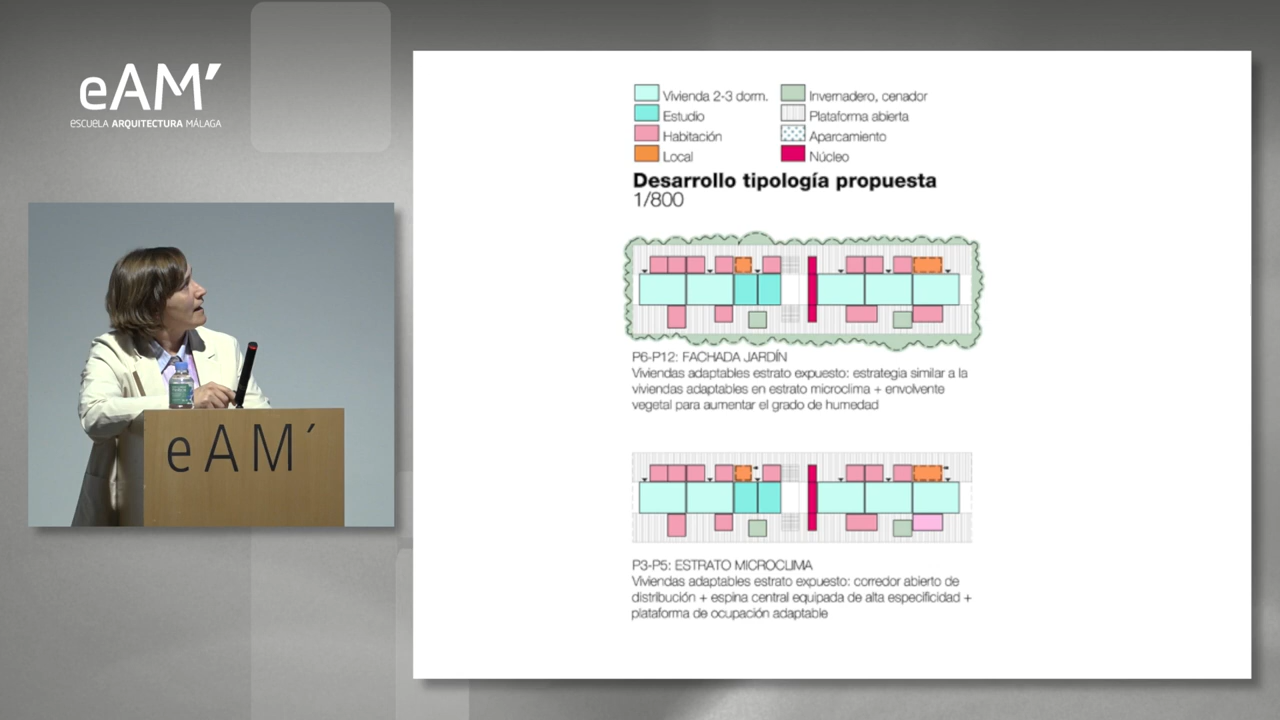 eAM'
ESCUELA ARQUITECTURA MÁLAGA
eAM'
Vivienda 2-3 dorm.
Estudio
Habitación
Local
Invernadero, cenador
Plataforma abierta
Aparcamiento
Núcleo
Desarrollo tipología propuesta
1/800
P6-P12: FACHADA JARDÍN
Viviendas adaptables estrato expuesto: estrategia similar a la
viviendas adaptables en estrato microclima + envolvente
vegetal para aumentar el grado de humedad
P3-P5: ESTRATO MICROCLIMA
Viviendas adaptables estrato expuesto: corredor abierto de
distribución + espina central equipada de alta especificidad +
plataforma de ocupación adaptable